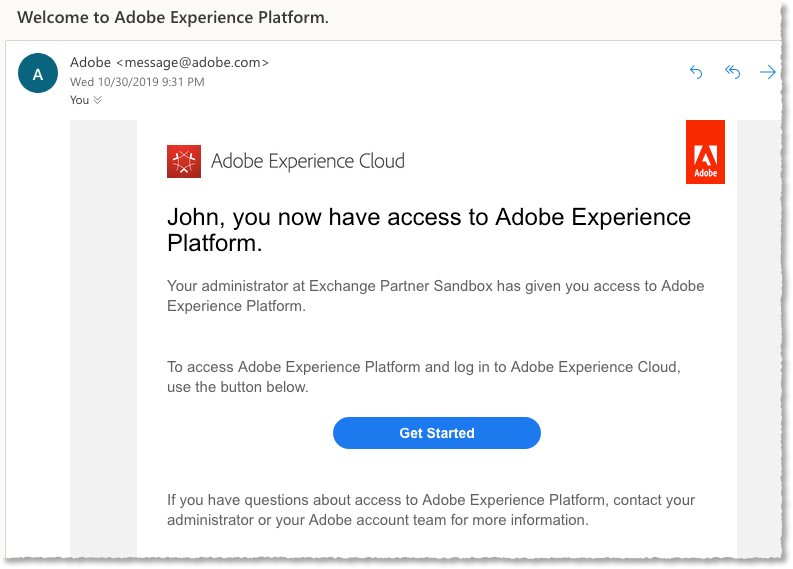 Welcome to Adobe Experience Platform.
A
Adobe <message@adobe.com>
Wed 10/30/2019 9:31 PM
You
Adobe Experience Cloud
Adobe
John, you now have access to Adobe Experience
Platform.
Your administrator at Exchange Partner Sandbox has given you access to Adobe
Experience Platform.
To access Adobe Experience Platform and log in to Adobe Experience Cloud,
use the button below.
Get Started
If you have questions about access to Adobe Experience Platform, contact your
administrator or your Adobe account team for more information.